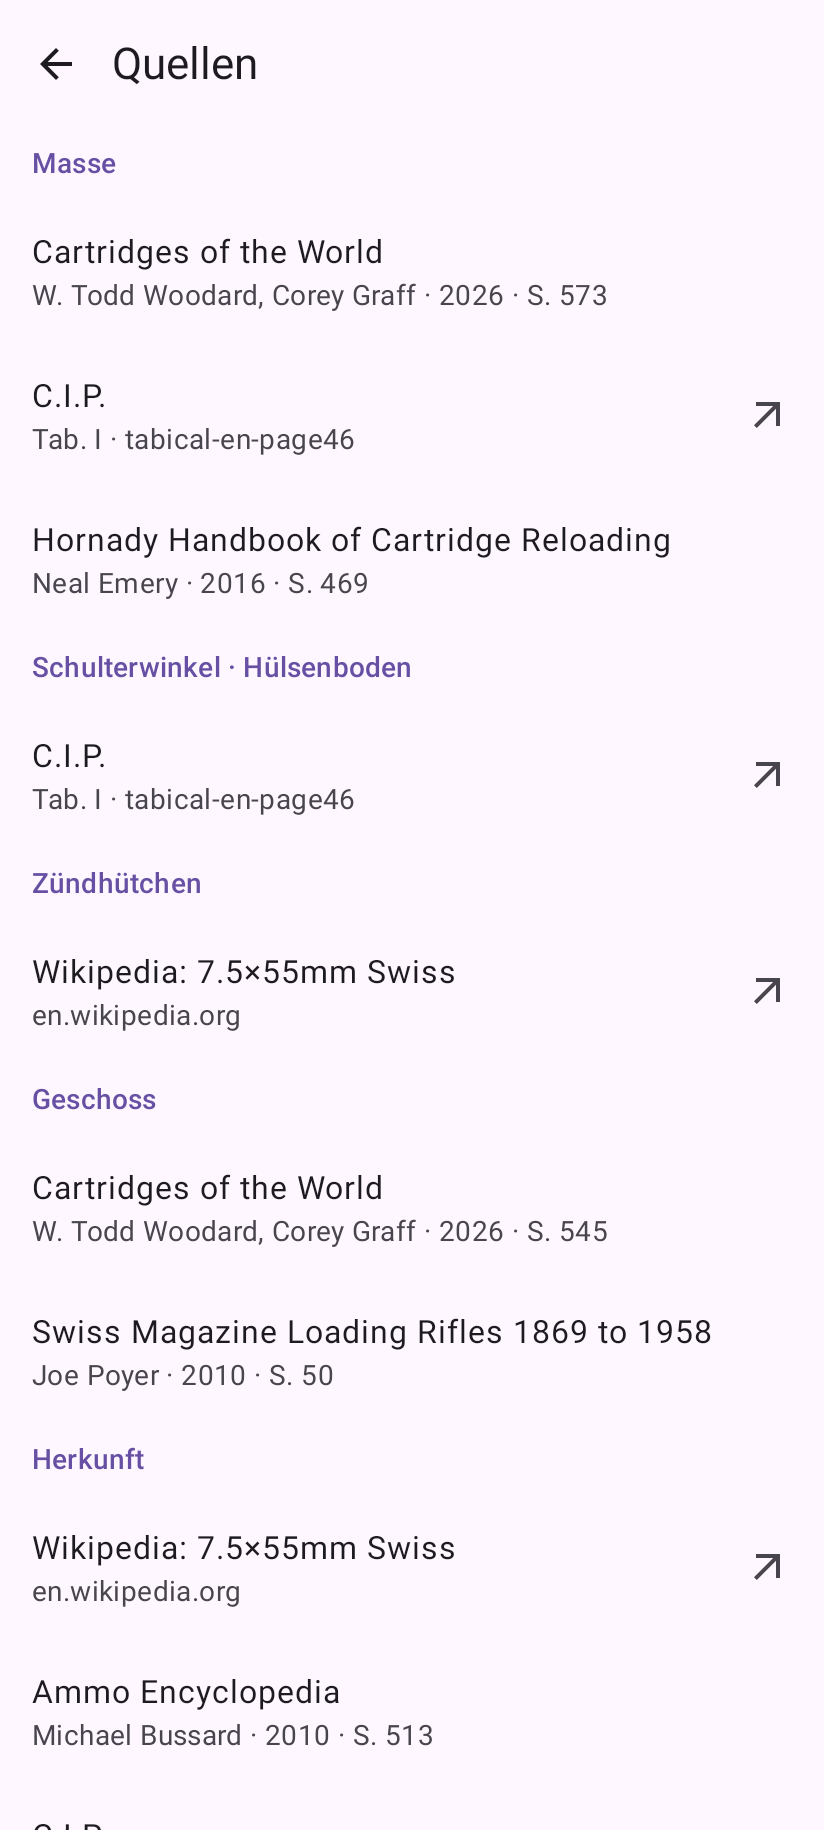 Quellen
Masse
Cartridges of the World
W. Todd Woodard, Corey Graff · 2026 · S. 573
C.I.P.
Tab. I · tabical-en-page46
Hornady Handbook of Cartridge Reloading
Neal Emery · 2016 · S. 469
Schulterwinkel · Hülsenboden
C.I.P.
Tab. I · tabical-en-page46
Zündhütchen
Wikipedia: 7.5×55mm Swiss
en.wikipedia.org
Geschoss
Cartridges of the World
W. Todd Woodard, Corey Graff · 2026 · S. 545
Swiss Magazine Loading Rifles 1869 to 1958
Joe Poyer · 2010 · S. 50
Herkunft
Wikipedia: 7.5×55mm Swiss
en.wikipedia.org
Ammo Encyclopedia
Michael Bussard · 2010 · S. 513